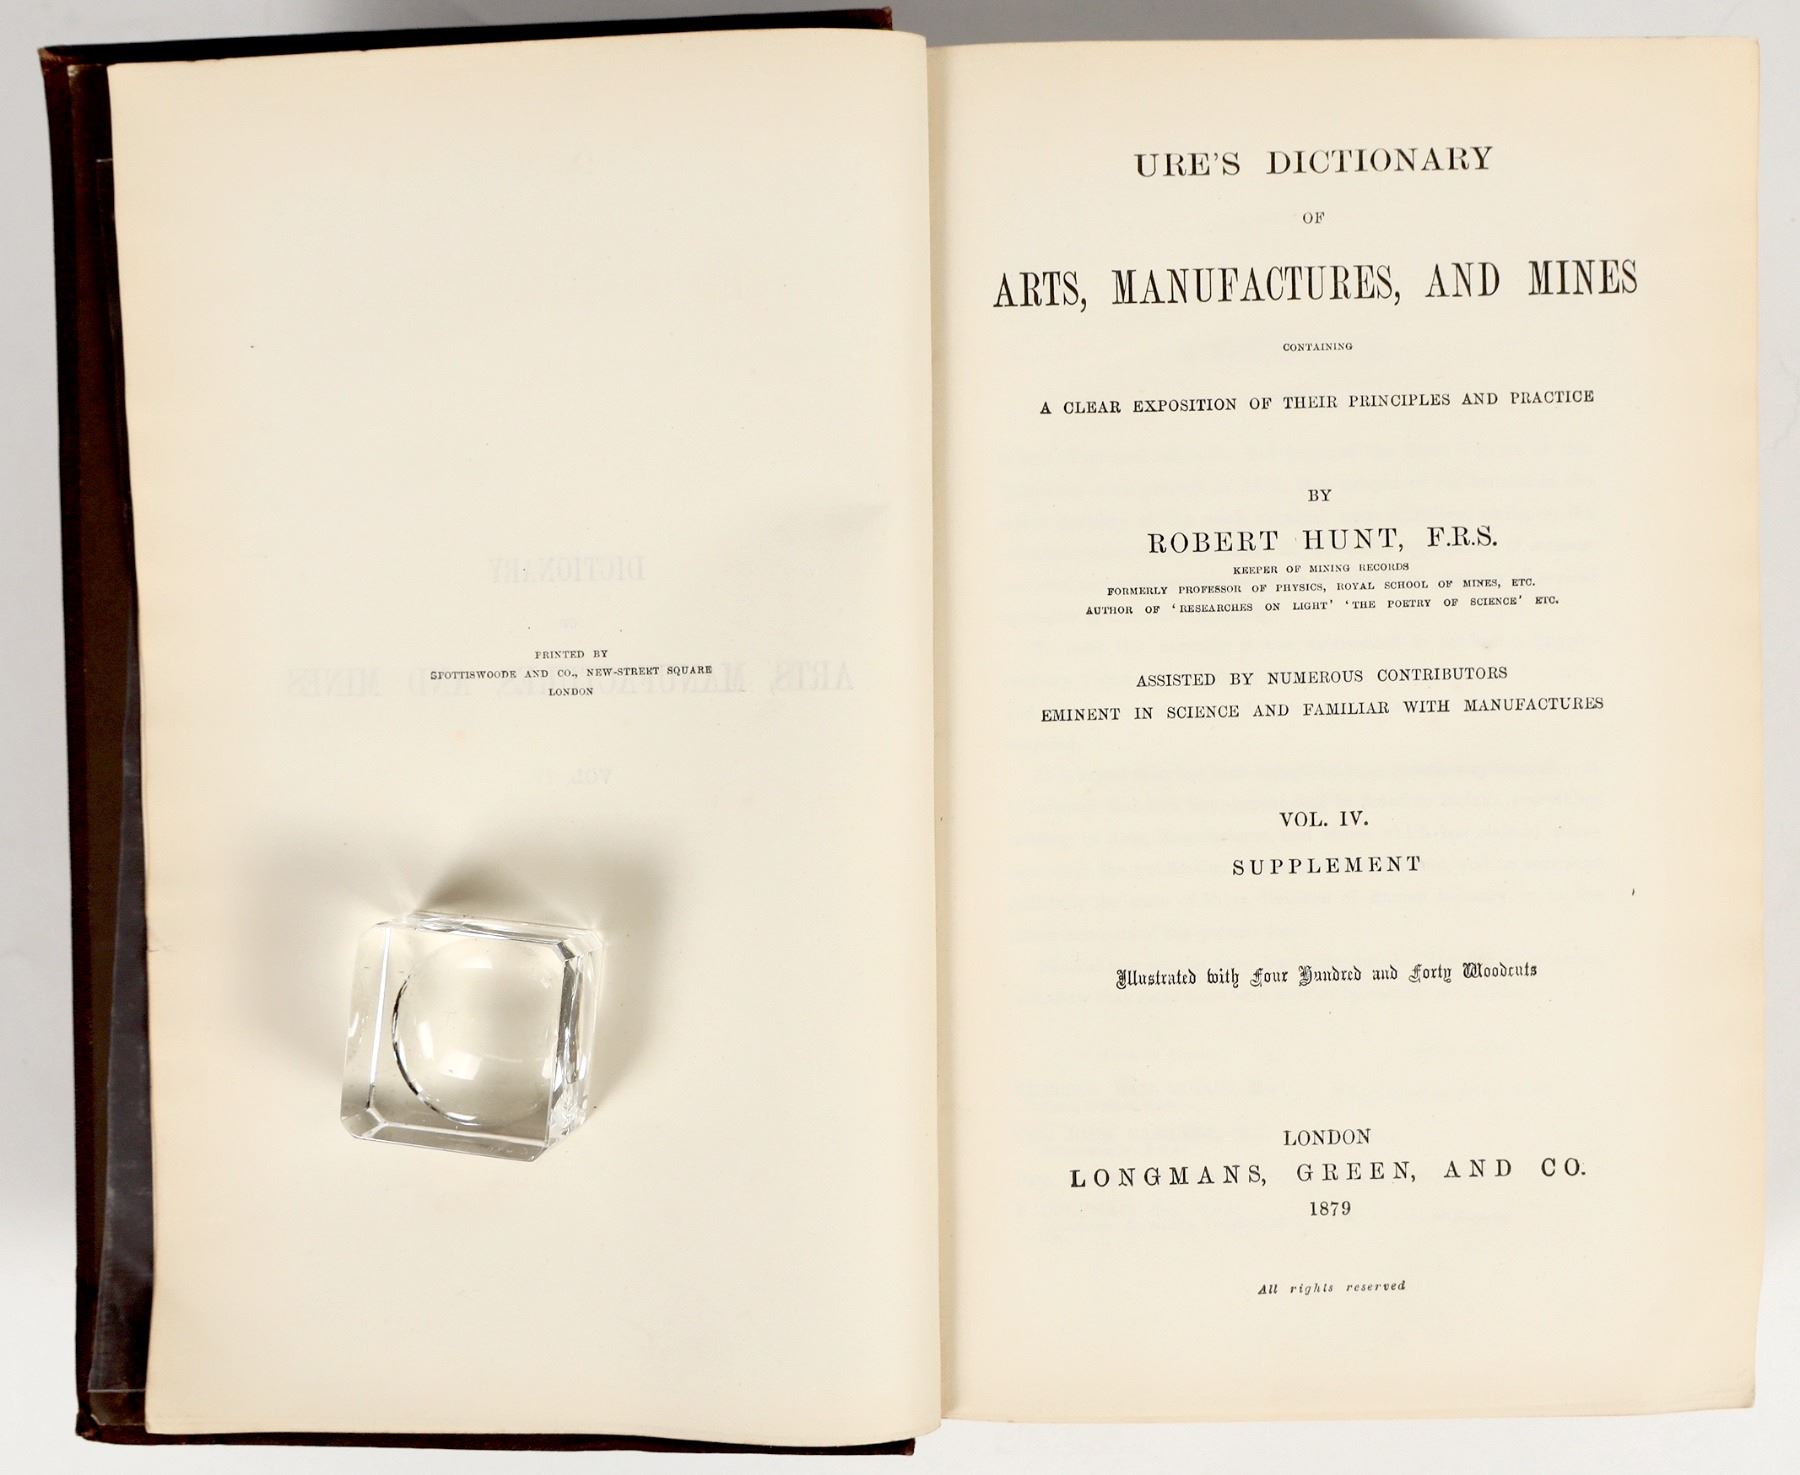 PRINTED BY
SPOTTISWOODE AND CO., NEW-STREET SQUARE
LONDON
URE'S DICTIONARY
OF
ARTS, MANUFACTURES, AND MINES
CONTAINING
A CLEAR EXPOSITION OF THEIR PRINCIPLES AND PRACTICE
BY
ROBERT HUNT, F.R.S.
KEEPER OF MINING RECORDS
FORMERLY PROFESSOR OF PHYSICS, ROYAL SCHOOL OF MINES, ETC.
AUTHOR OF 'RESEARCHES ON LIGHT' 'THE POETRY OF SCIENCE' ETC.
ASSISTED BY NUMEROUS CONTRIBUTORS
EMINENT IN SCIENCE AND FAMILIAR WITH MANUFACTURES
VOL. IV.
SUPPLEMENT
Illustrated with Four Hundred and Forty Woodcuts
LONDON
LONGMANS, GREEN, AND CO.
1879
All rights reserved